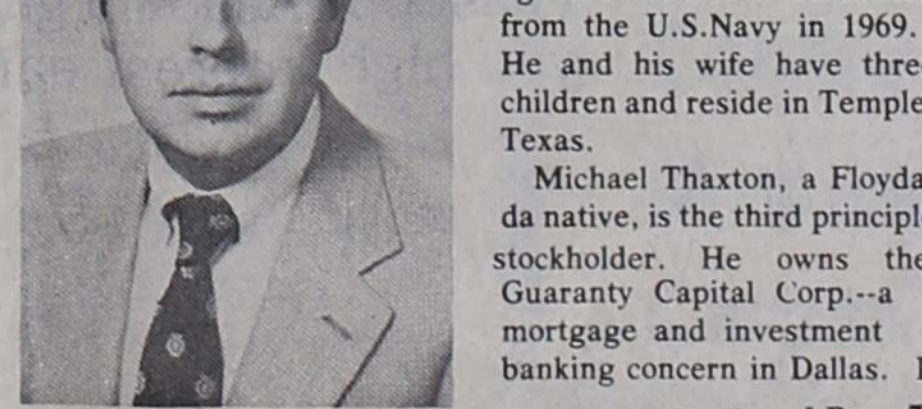 from the U.S.Navy in 1969.
He and his wife have thre
children and reside in Temple
Texas.
Michael Thaxton, a Floyda
da native, is the third principl
stockholder. He owns the
Guaranty Capital Corp.--a
mortgage and investment
banking concern in Dallas.